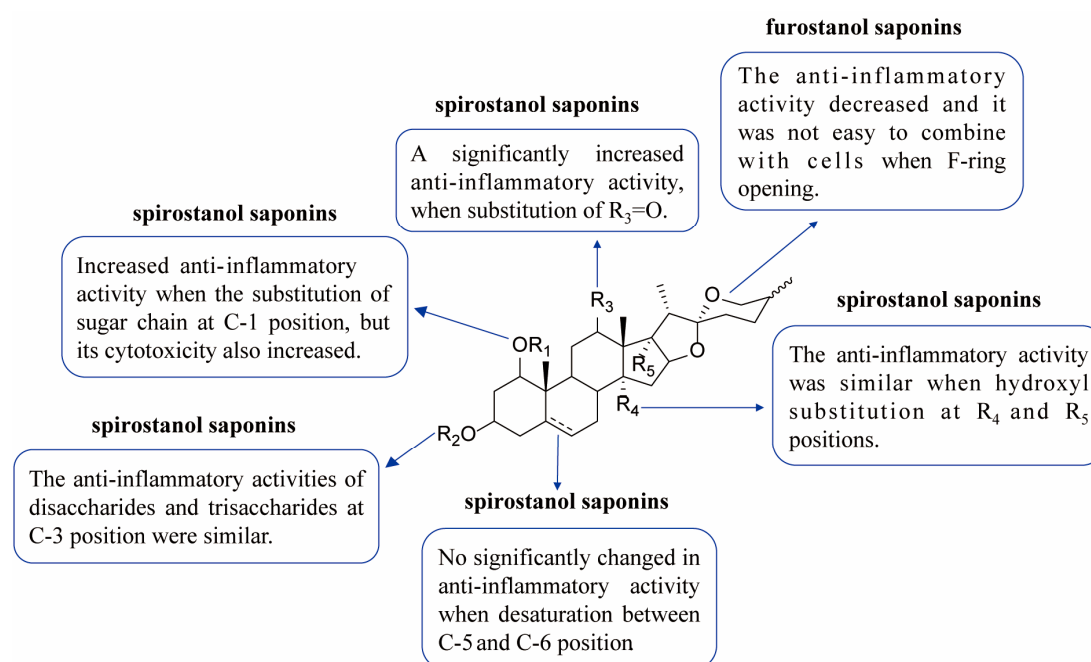 furostanol saponins
The anti-inflammatory
activity decreased and it
was not easy to combine
with cells when F-ring
opening.
spirostanol saponins
A significantly increased
anti-inflammatory activity,
when substitution of R₃=O.
spirostanol saponins
Increased anti-inflammatory
activity when the substitution of
sugar chain at C-1 position, but
its cytotoxicity also increased.
spirostanol saponins
The anti-inflammatory activity
was similar when hydroxyl
substitution at R₄ and R₅
positions.
spirostanol saponins
The anti-inflammatory activities of
disaccharides and trisaccharides at
C-3 position were similar.
spirostanol saponins
No significantly changed in
anti-inflammatory activity
when desaturation between
C-5 and C-6 position
R₃
O
OR₁
R₅
O
R₄
R₂O